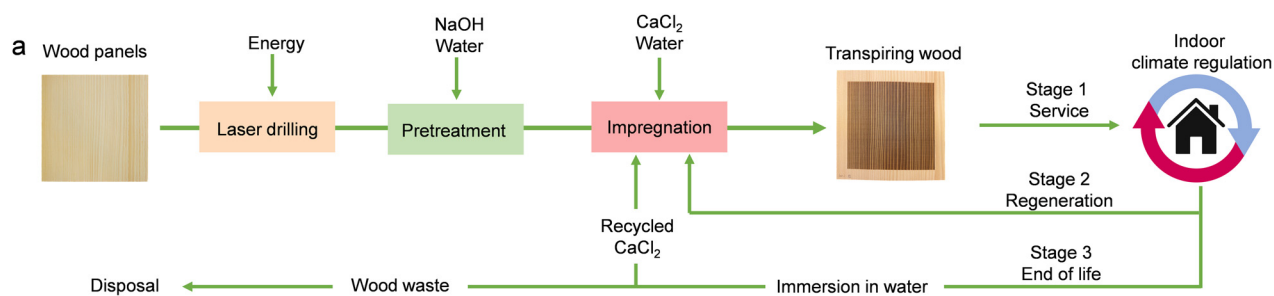 a
Wood panels
Energy
Laser drilling
NaOH
Water
Pretreatment
CaCl₂
Water
Impregnation
Transpiring wood
Stage 1
Service
Indoor
climate regulation
Stage 2
Regeneration
Recycled
CaCl₂
Stage 3
End of life
Immersion in water
Wood waste
Disposal